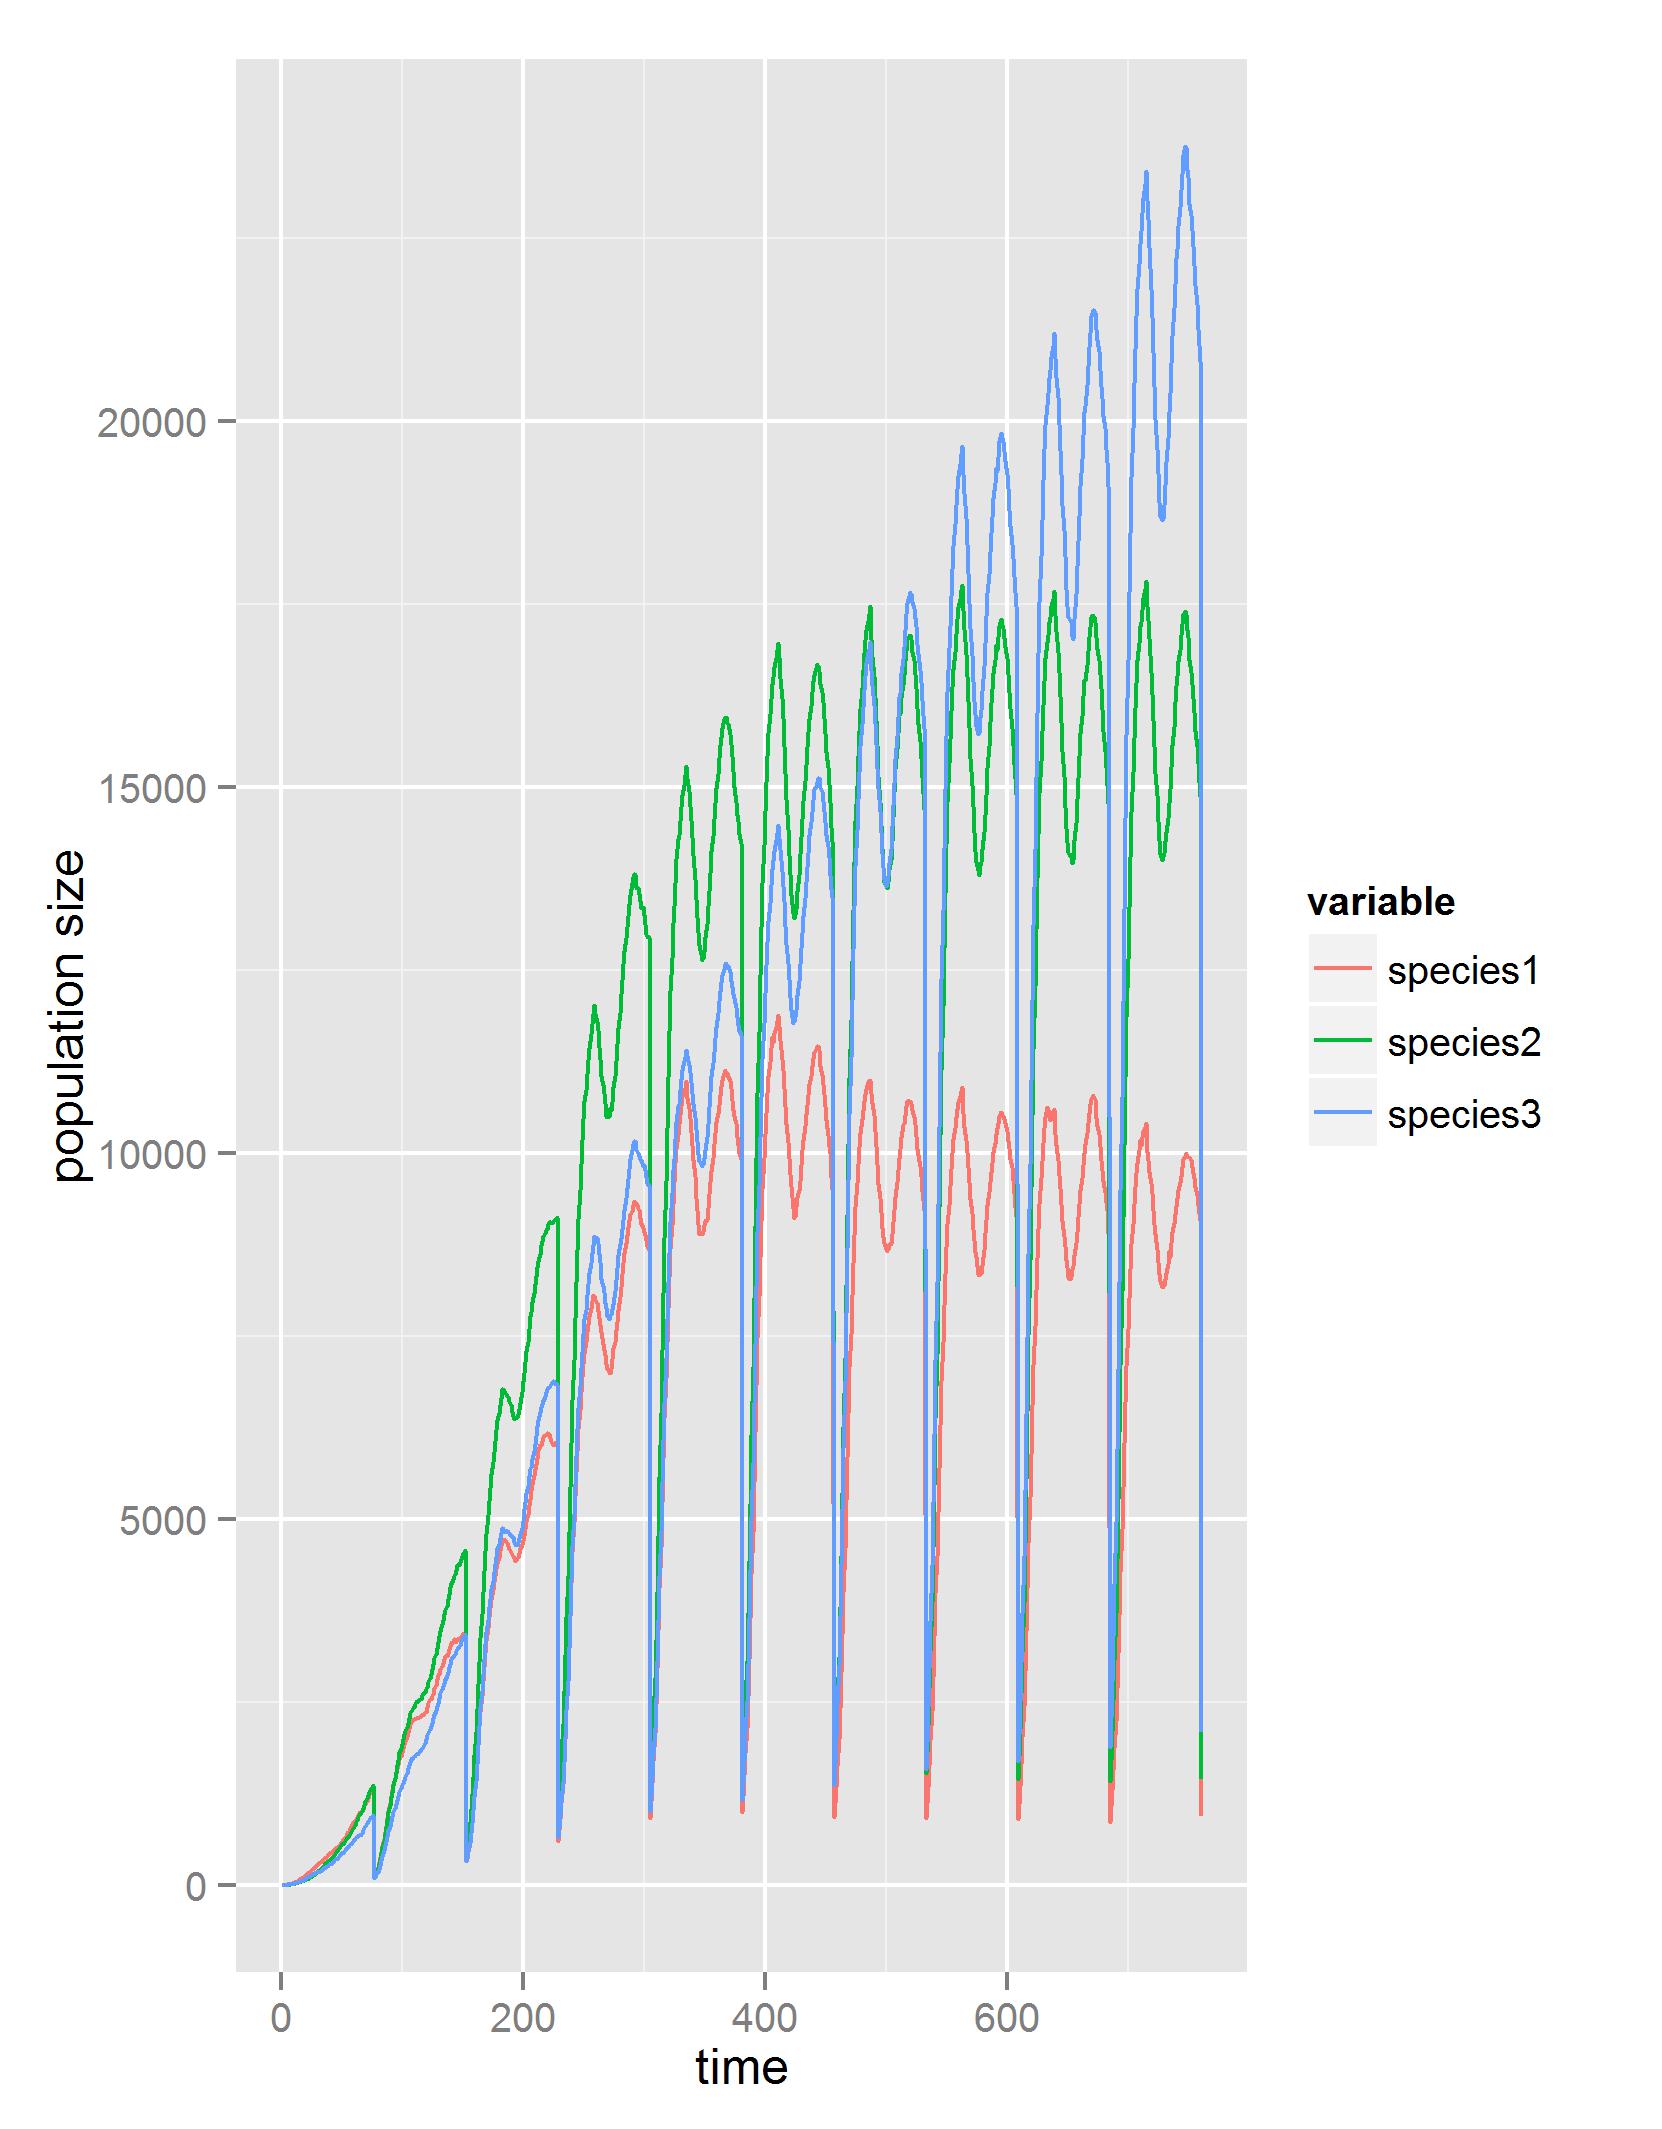 population size
20000
15000
10000
5000
0
0 200 400 600
time
variable
species1
species2
species3